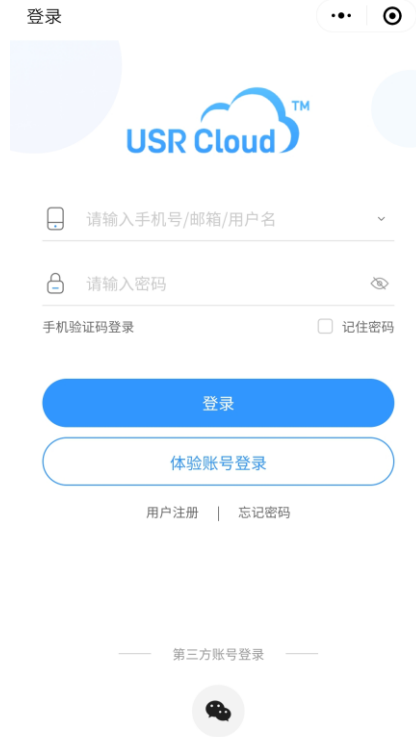 登录
USR Cloud™
请输入手机号/邮箱/用户名
请输入密码
手机验证码登录 记住密码
登录
体验账号登录
用户注册 | 忘记密码
第三方账号登录